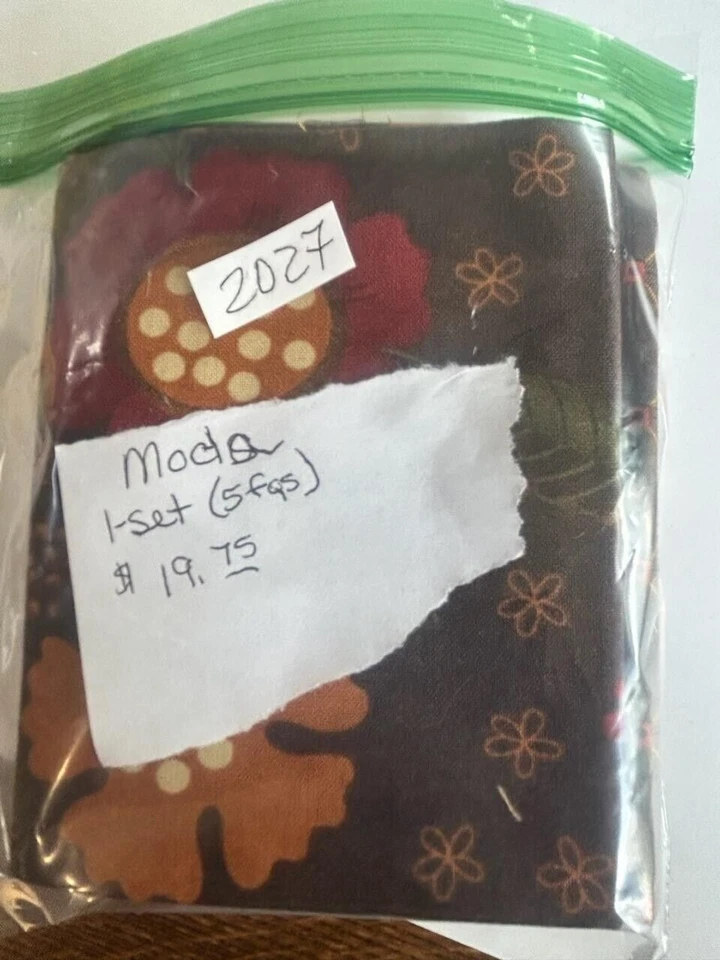 2027
Moda
1-set (5fqs)
$ 19.75